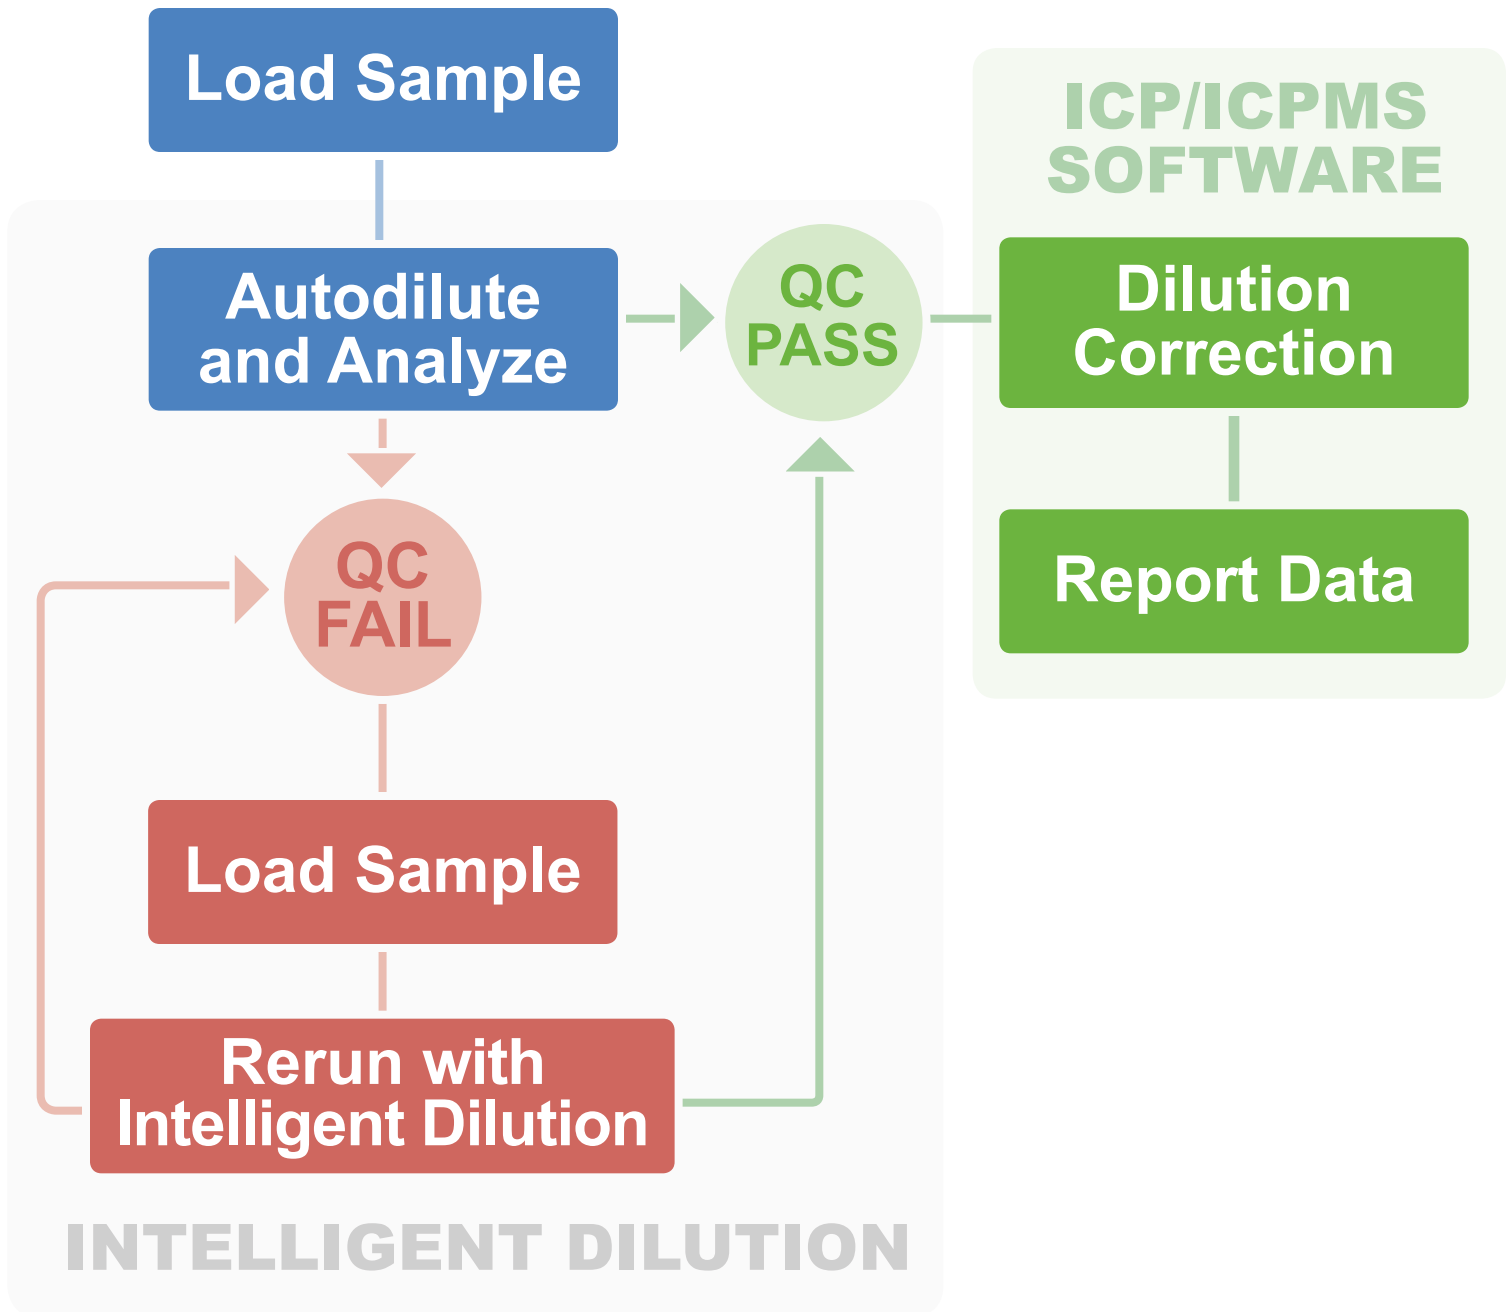 Load Sample
ICP/ICPMS
SOFTWARE
Autodilute
and Analyze
QC
PASS
Dilution
Correction
QC
FAIL
Report Data
Load Sample
Rerun with
Intelligent Dilution
INTELLIGENT DILUTION